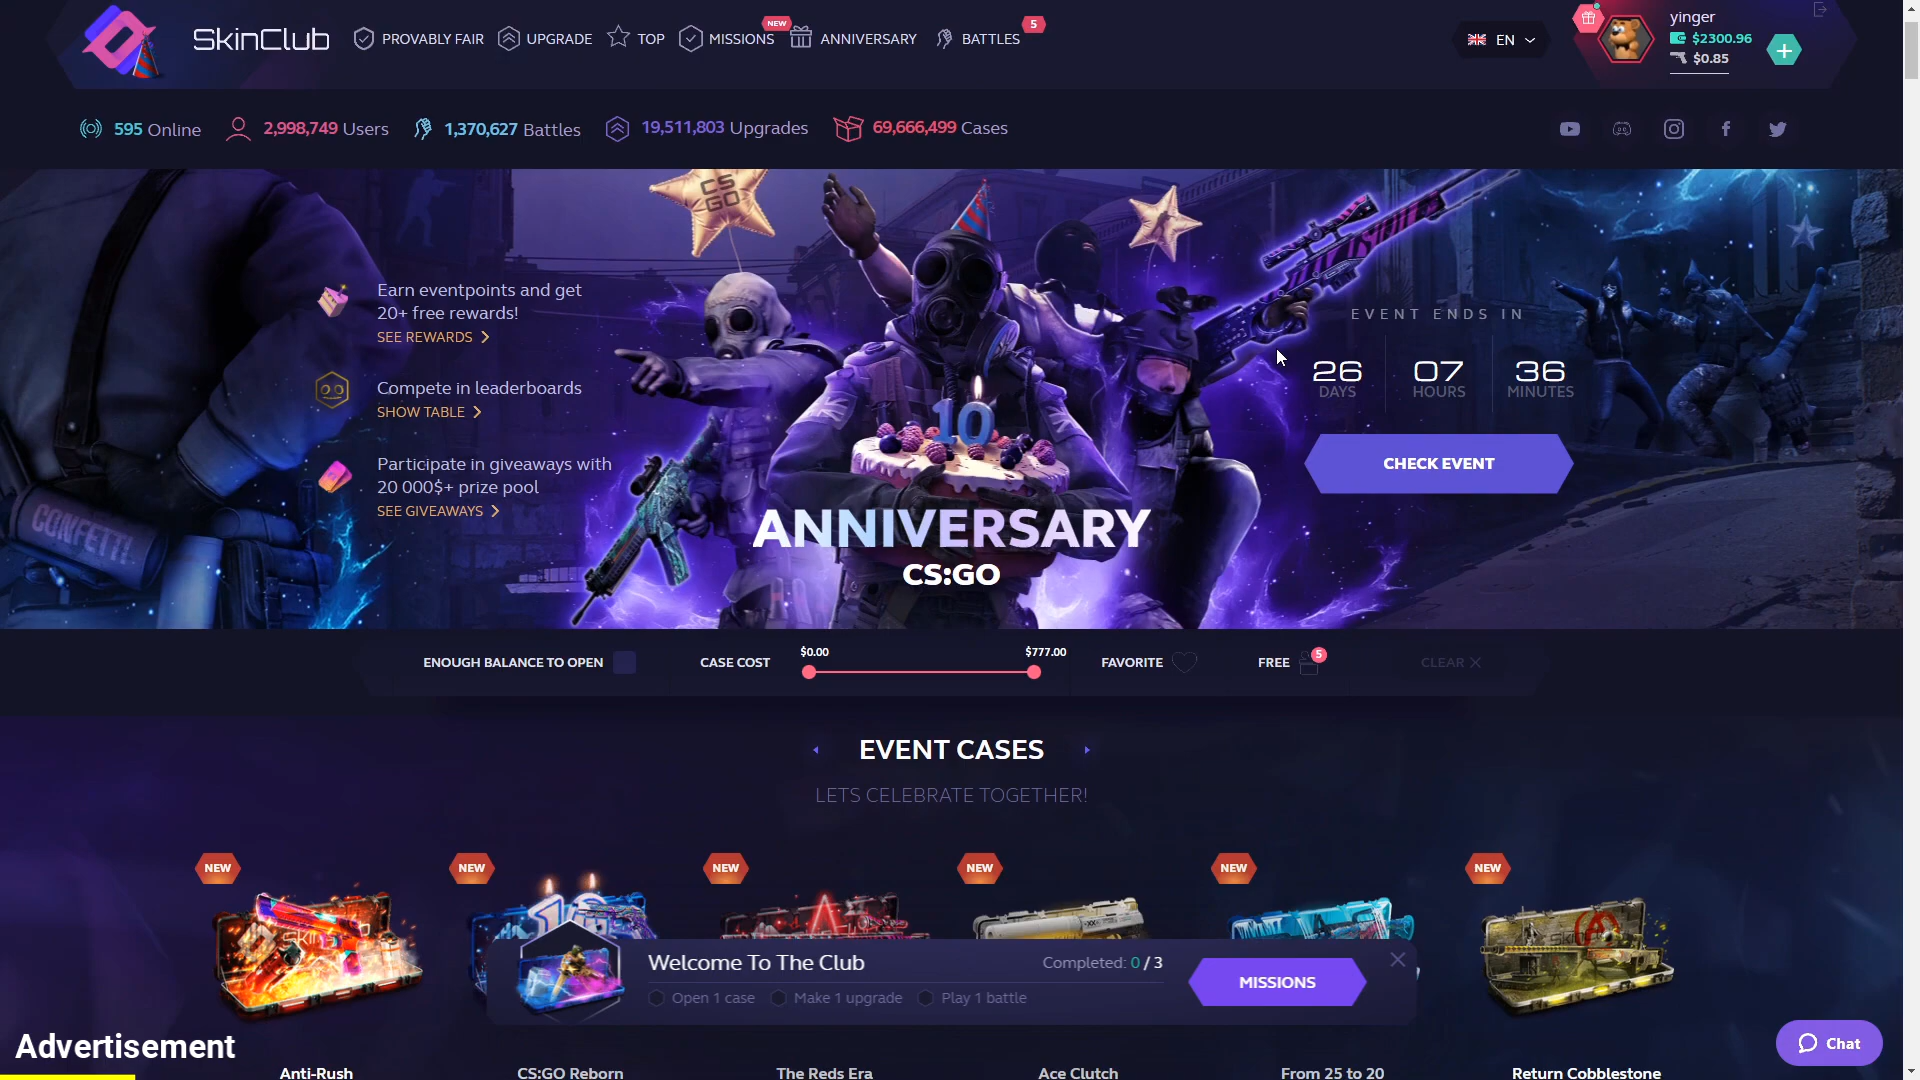 SkinClub
PROVABLY FAIR
UPGRADE
TOP
MISSIONS
NEW
ANNIVERSARY
BATTLES
5
EN
yinger
$2300.96
$0.85
595 Online
2,998,749 Users
1,370,627 Battles
19,511,803 Upgrades
69,666,499 Cases
CS
GO
Earn eventpoints and get
20+ free rewards!
SEE REWARDS
Compete in leaderboards
SHOW TABLE
Participate in giveaways with
20 000$+ prize pool
SEE GIVEAWAYS
CONFETTI
10
ANNIVERSARY
CS:GO
EVENT ENDS IN
26
DAYS
07
HOURS
36
MINUTES
CHECK EVENT
ENOUGH BALANCE TO OPEN
CASE COST
$0.00
$777.00
FAVORITE
FREE
5
CLEAR
EVENT CASES
LETS CELEBRATE TOGETHER!
NEW
NEW
NEW
NEW
NEW
NEW
Welcome To The Club
Completed: 0 / 3
Open 1 case
Make 1 upgrade
Play 1 battle
MISSIONS
Advertisement
Chat
Anti-Rush
CS:GO Reborn
The Reds Era
Ace Clutch
From 25 to 20
Return Cobblestone